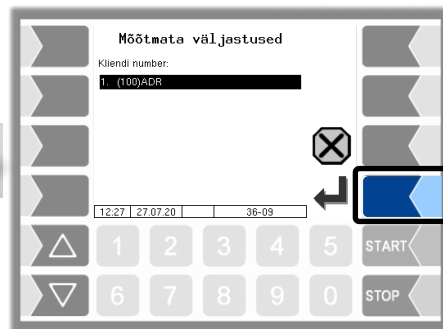 Mõõtmata väljastused
Kliendi number:
1. (100)ADR
12:27 27.07.20 36-09
1 2 3 4 5 START
6 7 8 9 0 STOP